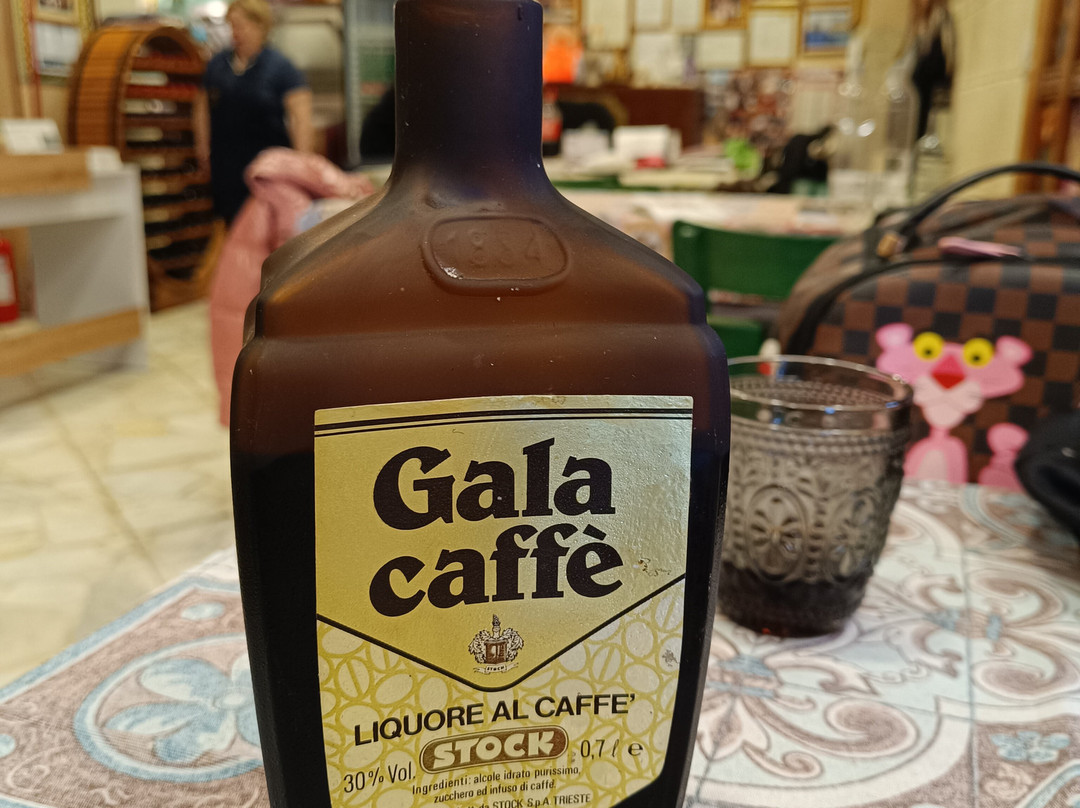 1884
Gala
caffè
LIQUORE AL CAFFE'
STOCK
30% Vol.
0,7 ℓ e
Ingredienti: alcole idrato purissimo,
zucchero ed infuso di caffè.
da STOCK S.p.A. TRIESTE